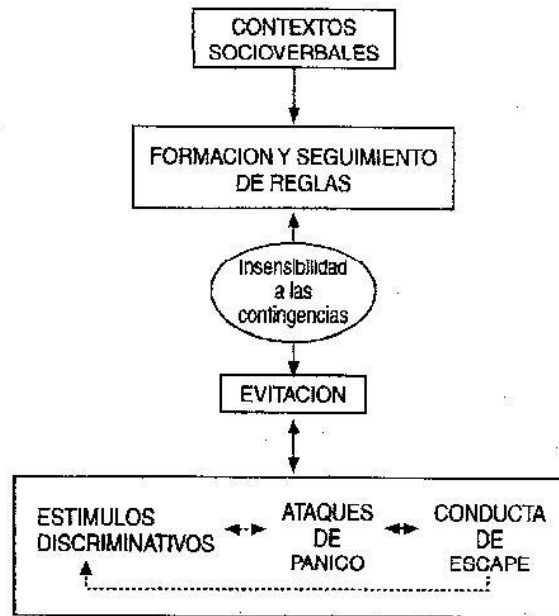 CONTEXTOS
SOCIOVERBALES
FORMACION Y SEGUIMIENTO
DE REGLAS
Insensibilidad
a las
contingencias
EVITACION
ESTIMULOS
DISCRIMINATIVOS
ATAQUES
DE
PANICO
CONDUCTA
DE
ESCAPE